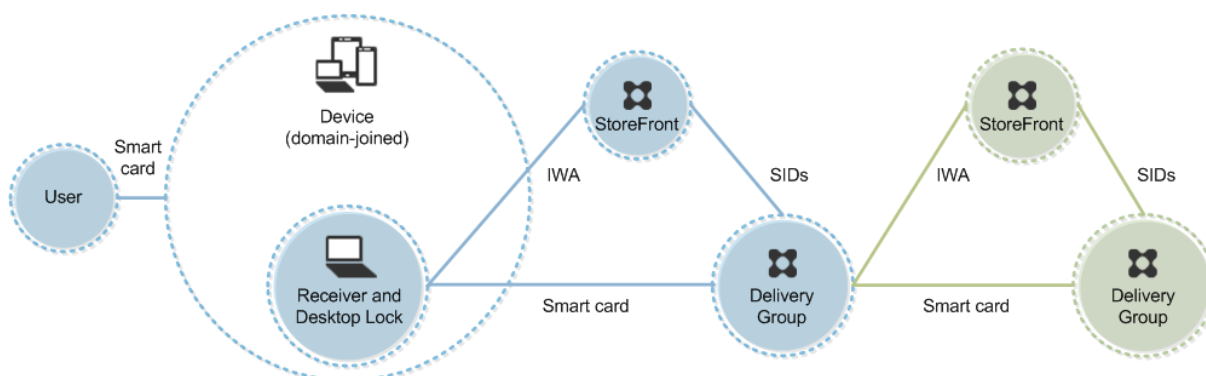 User
Smart
card
Device
(domain-joined)
Receiver and
Desktop Lock
IWA
StoreFront
SIDs
Smart card
Delivery
Group
IWA
StoreFront
SIDs
Smart card
Delivery
Group